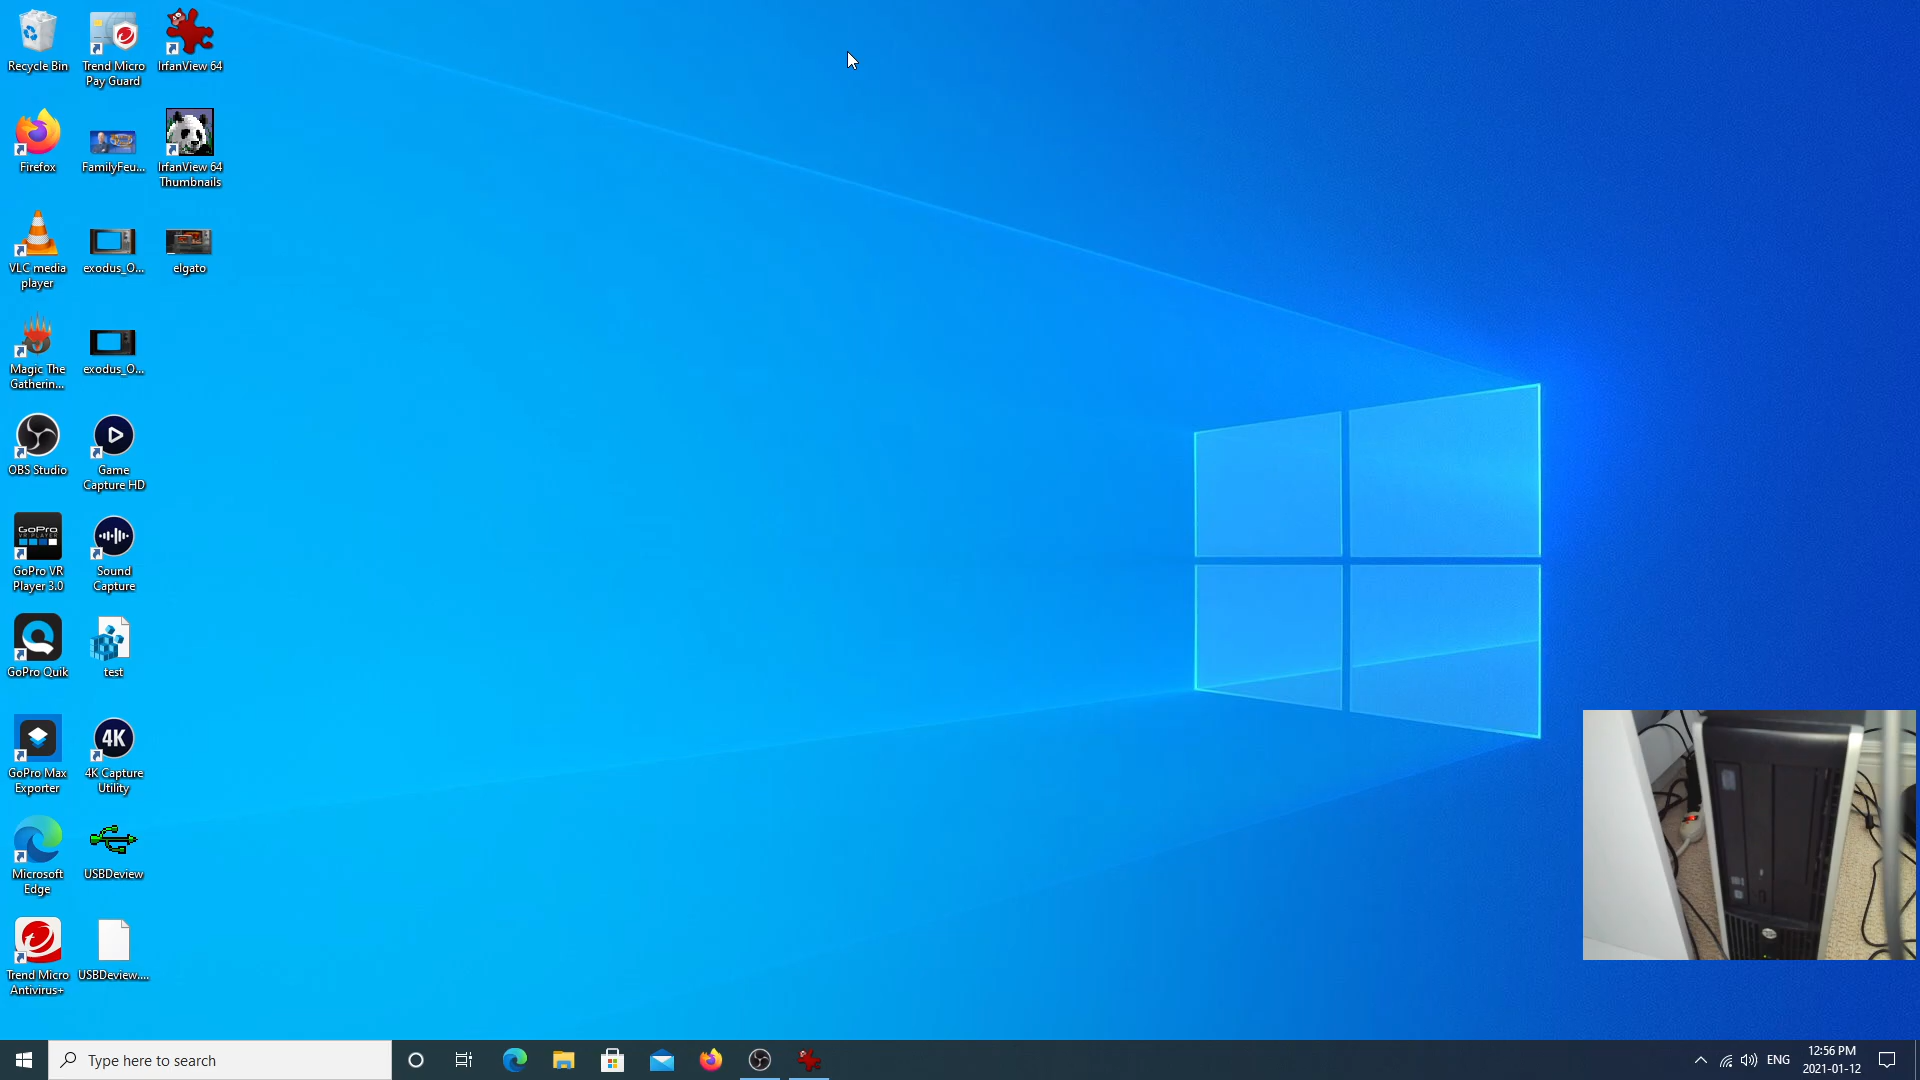 Recycle Bin
Trend Micro
Pay Guard
IrfanView 64
Firefox
FamilyFeu...
IrfanView 64
Thumbnails
VLC media
player
exodus_O...
elgato
Magic The
Gatherin...
exodus_O...
OBS Studio
Game
Capture HD
GoPro
VR PLAYER
GoPro VR
Player 3.0
Sound
Capture
GoPro Quik
test
GoPro Max
Exporter
4K
4K Capture
Utility
Microsoft
Edge
USBDeview
Trend Micro
Antivirus+
USBDeview....
Type here to search
ENG
12:56 PM
2021-01-12